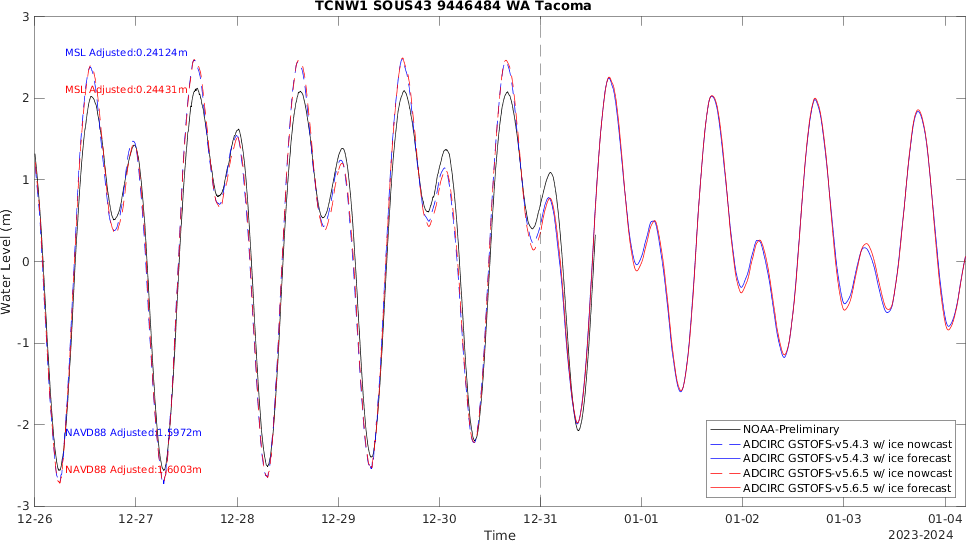 TCNW1 SOUS43 9446484 WA Tacoma
3
2
1
0
-1
-2
-3
Water Level (m)
MSL Adjusted:0.24124m
MSL Adjusted:0.24431m
NAVD88 Adjusted:1.5972m
NAVD88 Adjusted:1.6003m
NOAA-Preliminary
ADCIRC GSTOFS-v5.4.3 w/ ice nowcast
ADCIRC GSTOFS-v5.4.3 w/ ice forecast
ADCIRC GSTOFS-v5.6.5 w/ ice nowcast
ADCIRC GSTOFS-v5.6.5 w/ ice forecast
12-26 12-27 12-28 12-29 12-30 12-31 01-01 01-02 01-03 01-04
Time
2023-2024